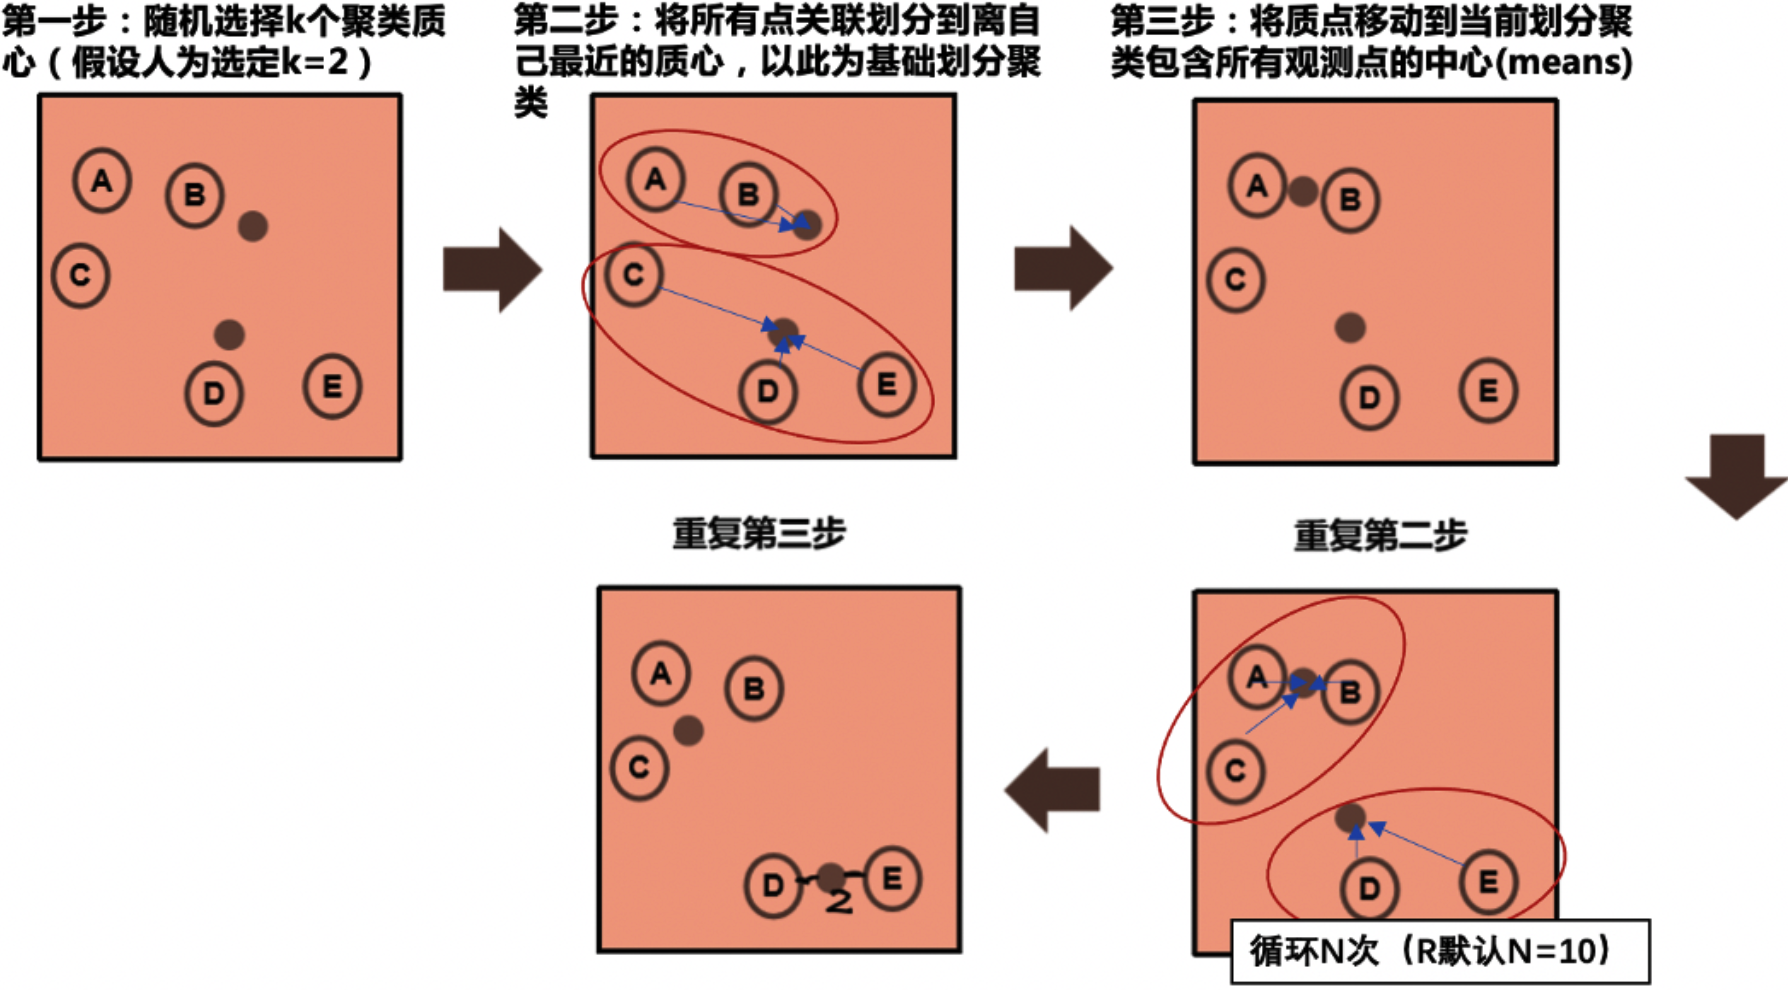 第一步：随机选择k个聚类质
心（假设人为选定k=2）
第二步：将所有点关联划分到离自
己最近的质心，以此为基础划分聚
类
第三步：将质点移动到当前划分聚
类包含所有观测点的中心(means)
A
B
C
D
E
A
B
C
D
E
A
B
C
D
E
重复第三步
重复第二步
A
B
C
D
2
E
A
B
C
D
E
循环N次（R默认N=10）